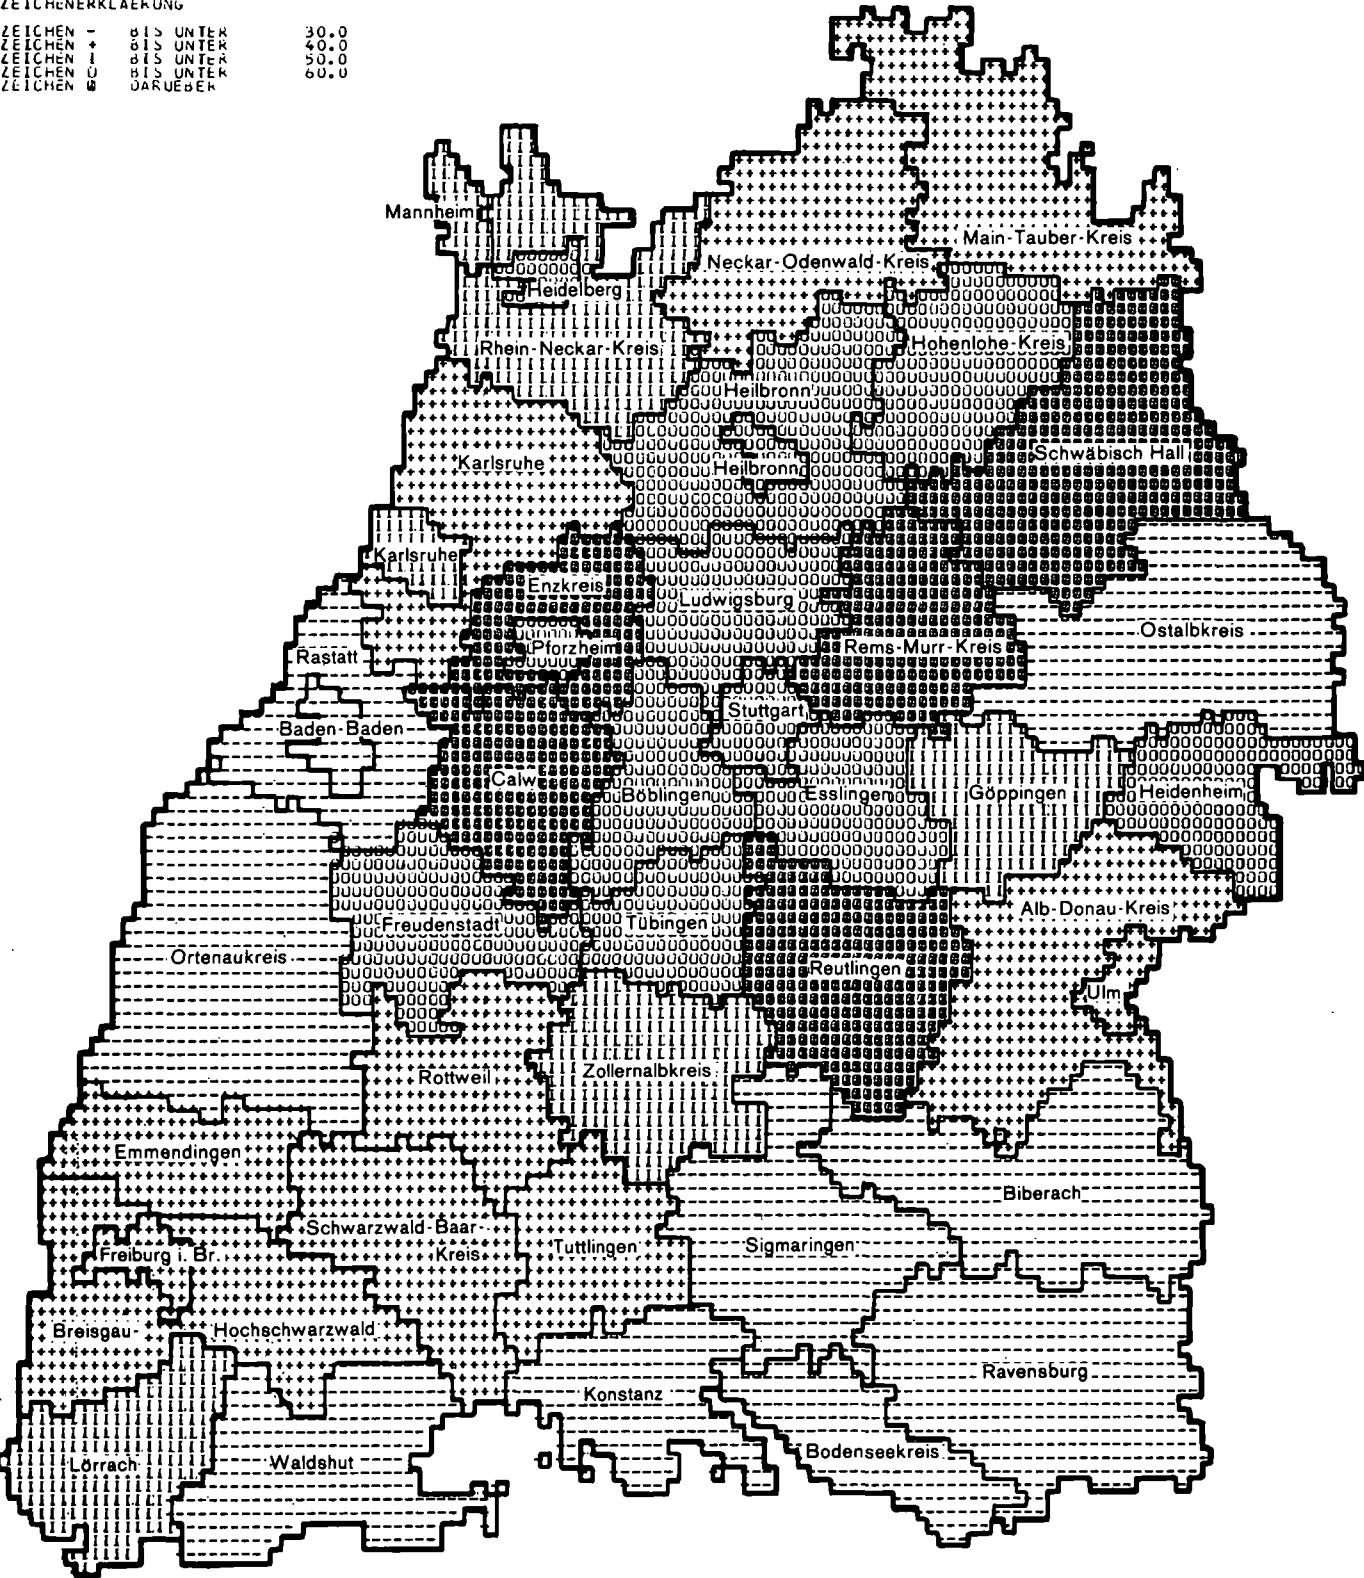 ZEICHENERKLAERUNG
ZEICHEN - BIS UNTER 30.0
ZEICHEN + BIS UNTER 40.0
ZEICHEN I BIS UNTER 50.0
ZEICHEN O BIS UNTER 60.0
ZEICHEN DARUEBER
Mannheim
Main-Tauber-Kreis
Neckar-Odenwald-Kreis
Heidelberg
Rhein-Neckar-Kreis
Hohenlohe-Kreis
Heilbronn
Schwäbisch Hall
Karlsruhe
Heilbronn
Karlsruhe
Enzkreis
Ludwigsburg
Ostalbkreis
Pforzheim
Rems-Murr-Kreis
Rastatt
Stuttgart
Baden-Baden
Calw
Böblingen
Esslingen
Göppingen
Heidenheim
Alb-Donau-Kreis
Freudenstadt
Tübingen
Ortenaukreis
Reutlingen
Ulm
Rottweil
Zollernalbkreis
Emmendingen
Biberach
Schwarzwald-Baar-
Kreis
Freiburg i. Br.
Tuttlingen
Sigmaringen
Breisgau-
Hochschwarzwald
Ravensburg
Konstanz
Lörrach
Waldshut
Bodenseekreis